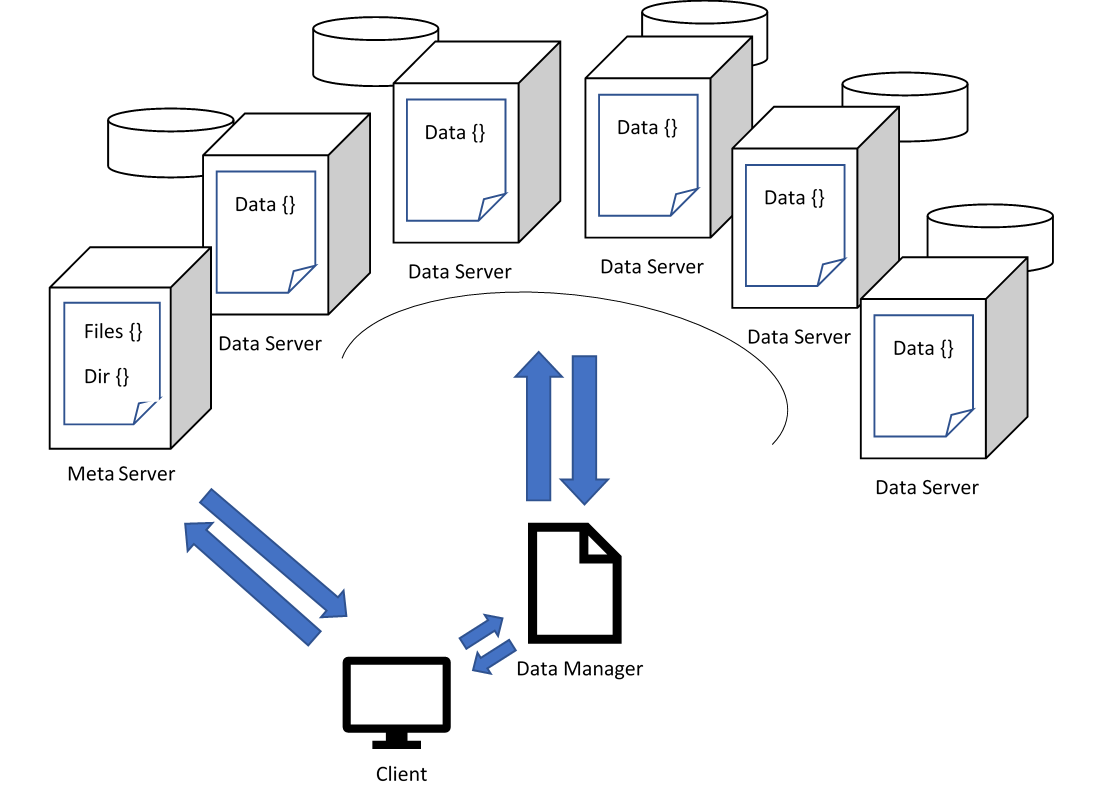 Data {}
Data Server
Data {}
Data Server
Data {}
Data Server
Data {}
Data Server
Data {}
Data Server
Files {}
Dir {}
Meta Server
Data Manager
Client